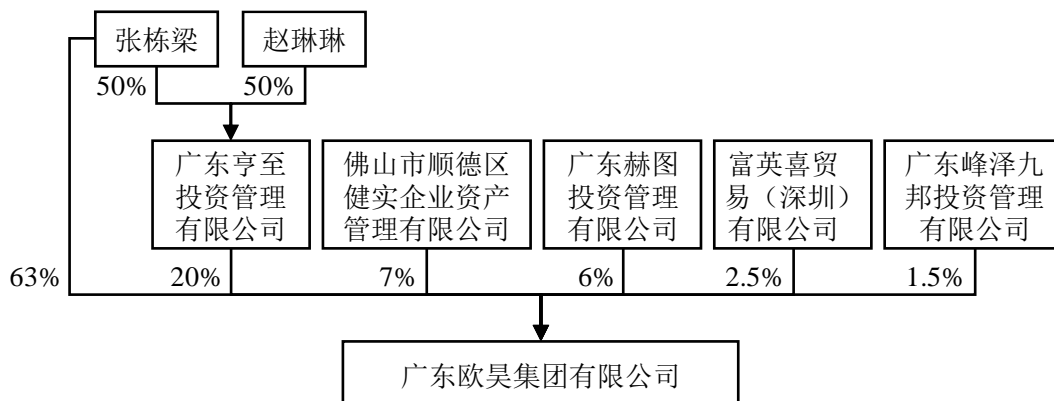 张栋梁
赵琳琳
50%
50%
广东亨至
投资管理
有限公司
佛山市顺德区
健实企业资产
管理有限公司
广东赫图
投资管理
有限公司
富英喜贸
易（深圳）
有限公司
广东峰泽九
邦投资管理
有限公司
63%
20%
7%
6%
2.5%
1.5%
广东欧昊集团有限公司